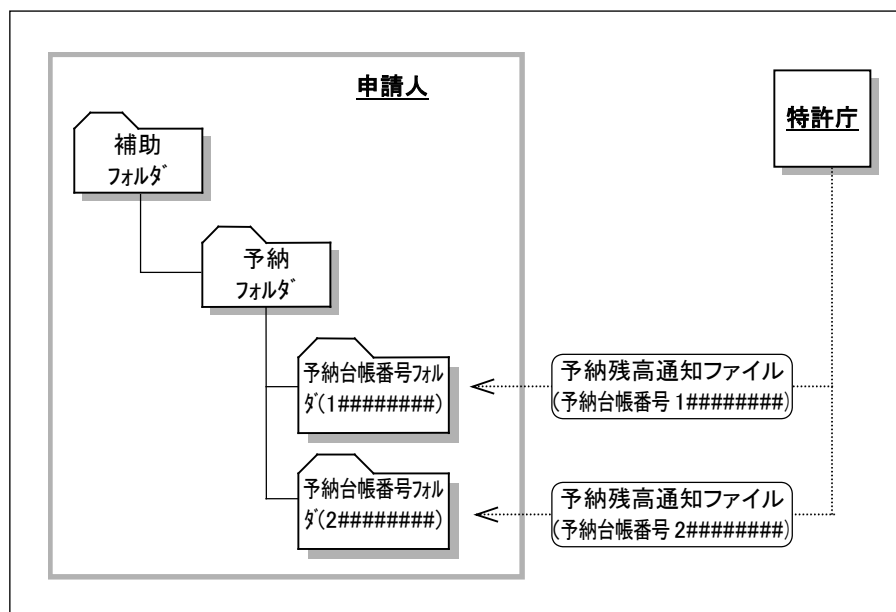 申請人
特許庁
補助
フォルダ
予納
フォルダ
予納台帳番号フォル
ダ(1########)
予納残高通知ファイル
(予納台帳番号 1########)
予納台帳番号フォル
ダ(2########)
予納残高通知ファイル
(予納台帳番号 2########)